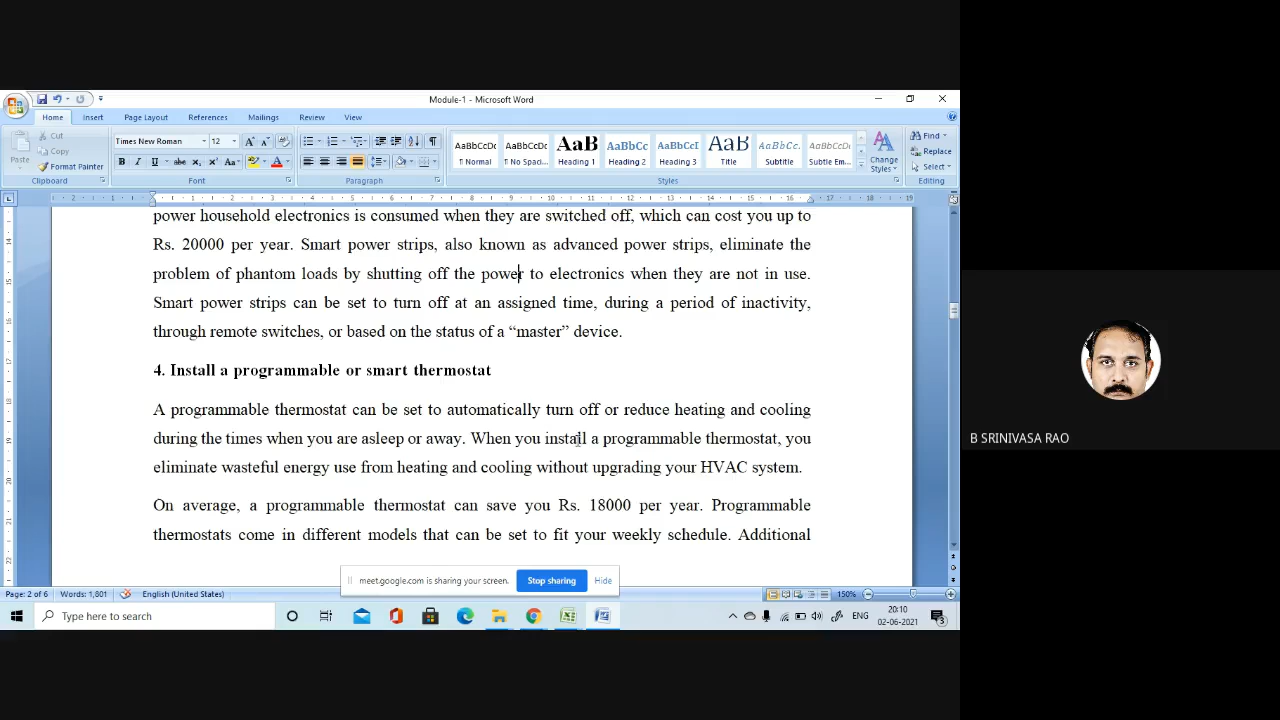 Module-1 - Microsoft Word
Home Insert Page Layout References Mailings Review View
Cut
Copy
Paste
Format Painter
Clipboard
Times New Roman 12
Font
Paragraph
AaBbCcDc AaBbCcDc AaBbC AaBbCc AaBbCcI AaB AaBbCc. AaBbCcDc
¶ Normal ¶ No Spaci... Heading 1 Heading 2 Heading 3 Title Subtitle Subtle Em...
Change Styles
Styles
Find
Replace
Select
Editing
power household electronics is consumed when they are switched off, which can cost you up to
Rs. 20000 per year. Smart power strips, also known as advanced power strips, eliminate the
problem of phantom loads by shutting off the power to electronics when they are not in use.
Smart power strips can be set to turn off at an assigned time, during a period of inactivity,
through remote switches, or based on the status of a “master” device.
4. Install a programmable or smart thermostat
A programmable thermostat can be set to automatically turn off or reduce heating and cooling
during the times when you are asleep or away. When you install a programmable thermostat, you
eliminate wasteful energy use from heating and cooling without upgrading your HVAC system.
On average, a programmable thermostat can save you Rs. 18000 per year. Programmable
thermostats come in different models that can be set to fit your weekly schedule. Additional
meet.google.com is sharing your screen. Stop sharing Hide
Page: 2 of 6 Words: 1,801 English (United States) 150%
Type here to search
ENG
20:10
02-06-2021
B SRINIVASA RAO